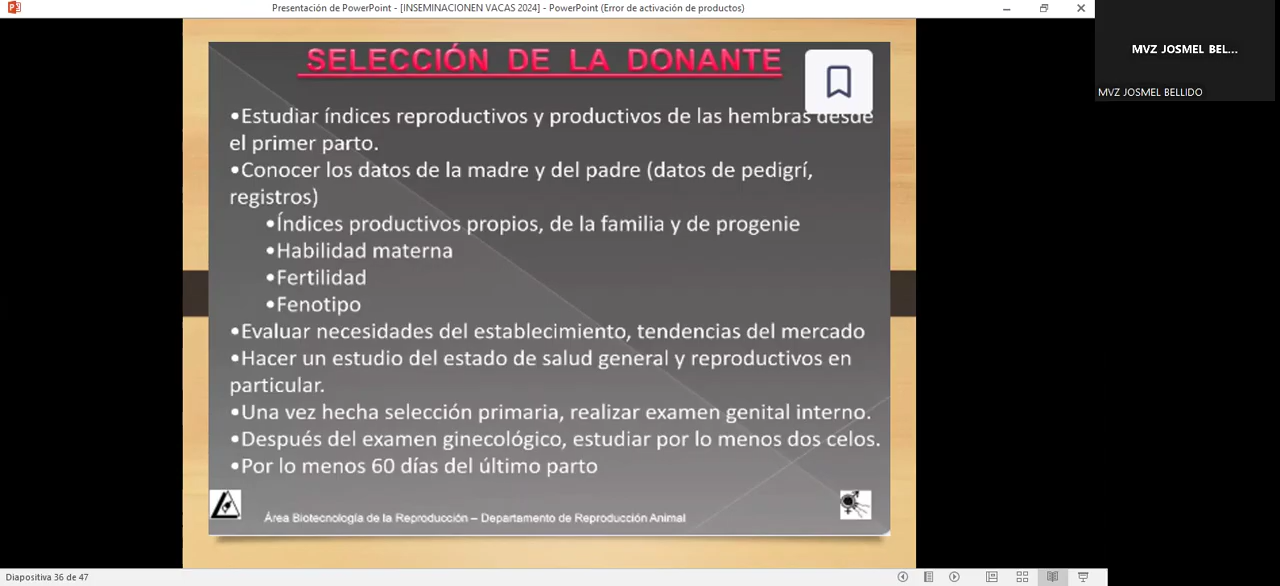 Presentación de PowerPoint - [INSEMINACIONEN VACAS 2024] - PowerPoint (Error de activación de productos)
MVZ JOSMEL BEL...
MVZ JOSMEL BELLIDO
SELECCIÓN DE LA DONANTE
•Estudiar índices reproductivos y productivos de las hembras desde
el primer parto.
•Conocer los datos de la madre y del padre (datos de pedigrí,
registros)
•Índices productivos propios, de la familia y de progenie
•Habilidad materna
•Fertilidad
•Fenotipo
•Evaluar necesidades del establecimiento, tendencias del mercado
•Hacer un estudio del estado de salud general y reproductivos en
particular.
•Una vez hecha selección primaria, realizar examen genital interno.
•Después del examen ginecológico, estudiar por lo menos dos celos.
•Por lo menos 60 días del último parto
Área Biotecnología de la Reproducción – Departamento de Reproducción Animal
Diapositiva 36 de 47